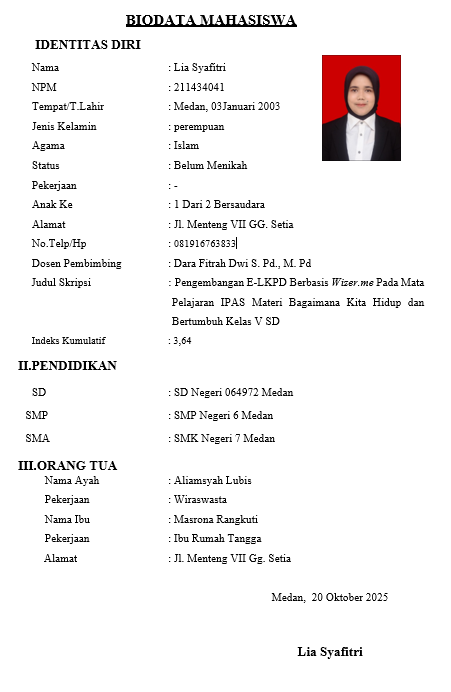 BIODATA MAHASISWA
IDENTITAS DIRI
Nama : Lia Syafitri
NPM : 211434041
Tempat/T.Lahir : Medan, 03Januari 2003
Jenis Kelamin : perempuan
Agama : Islam
Status : Belum Menikah
Pekerjaan : -
Anak Ke : 1 Dari 2 Bersaudara
Alamat : Jl. Menteng VII GG. Setia
No.Telp/Hp : 081916763833
Dosen Pembimbing : Dara Fitrah Dwi S. Pd., M. Pd
Judul Skripsi : Pengembangan E-LKPD Berbasis Wizer.me Pada Mata
Pelajaran IPAS Materi Bagaimana Kita Hidup dan
Bertumbuh Kelas V SD
Indeks Kumulatif : 3,64
II.PENDIDIKAN
SD : SD Negeri 064972 Medan
SMP : SMP Negeri 6 Medan
SMA : SMK Negeri 7 Medan
III.ORANG TUA
Nama Ayah : Aliamsyah Lubis
Pekerjaan : Wiraswasta
Nama Ibu : Masrona Rangkuti
Pekerjaan : Ibu Rumah Tangga
Alamat : Jl. Menteng VII Gg. Setia
Medan, 20 Oktober 2025
Lia Syafitri